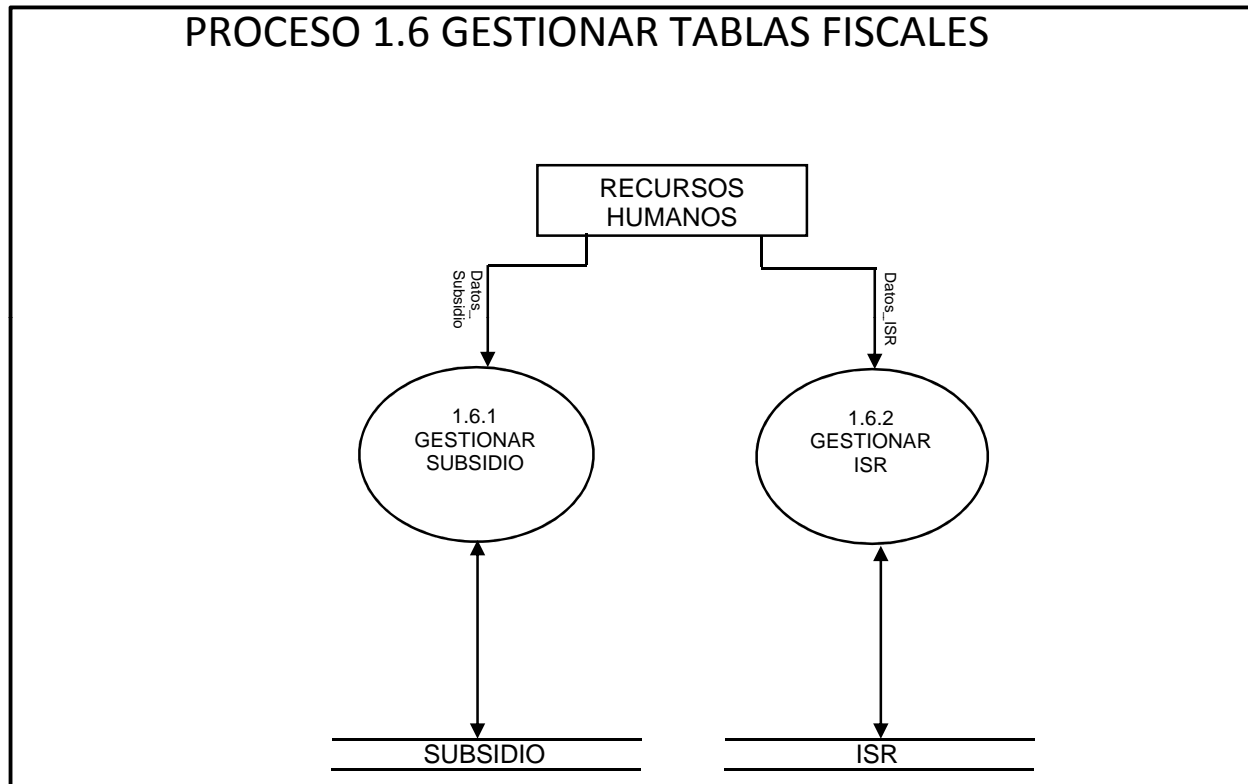 PROCESO 1.6 GESTIONAR TABLAS FISCALES
RECURSOS
HUMANOS
Datos_
Subsidio
Datos_ISR
1.6.1
GESTIONAR
SUBSIDIO
1.6.2
GESTIONAR
ISR
SUBSIDIO
ISR